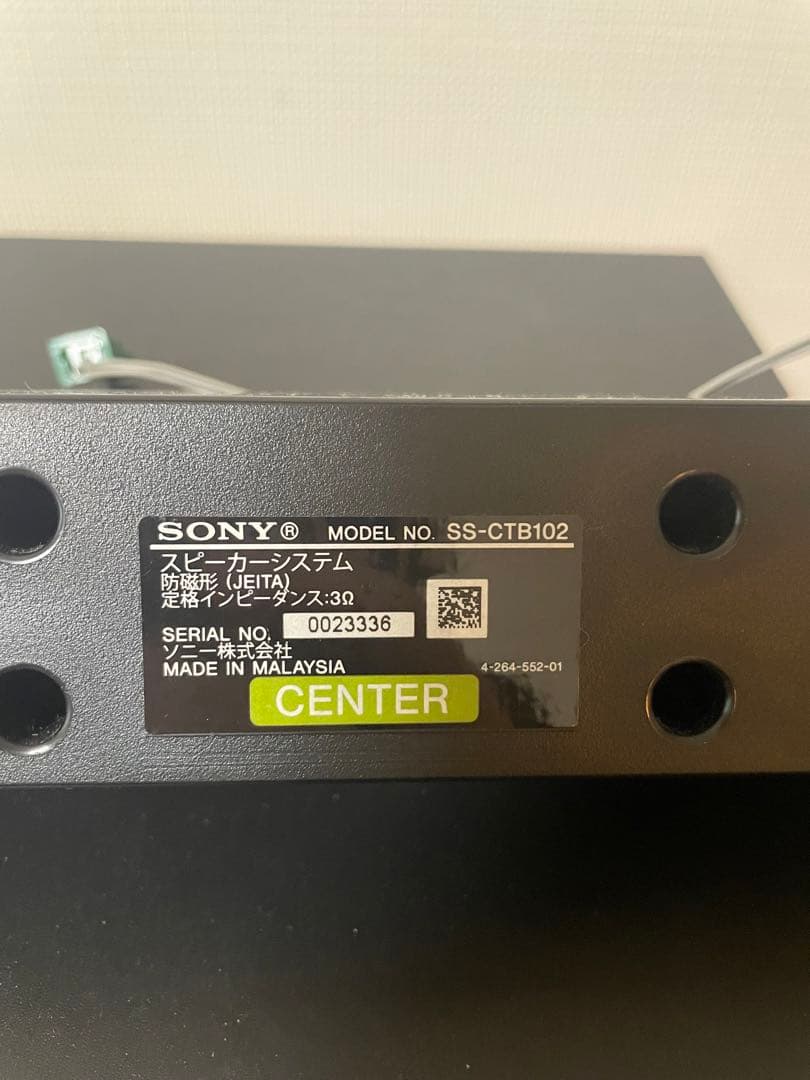 SONY® MODEL NO. SS-CTB102
スピーカーシステム
防磁形 (JEITA)
定格インピーダンス:3Ω
SERIAL NO. 0023336
ソニー株式会社
MADE IN MALAYSIA 4-264-552-01
CENTER